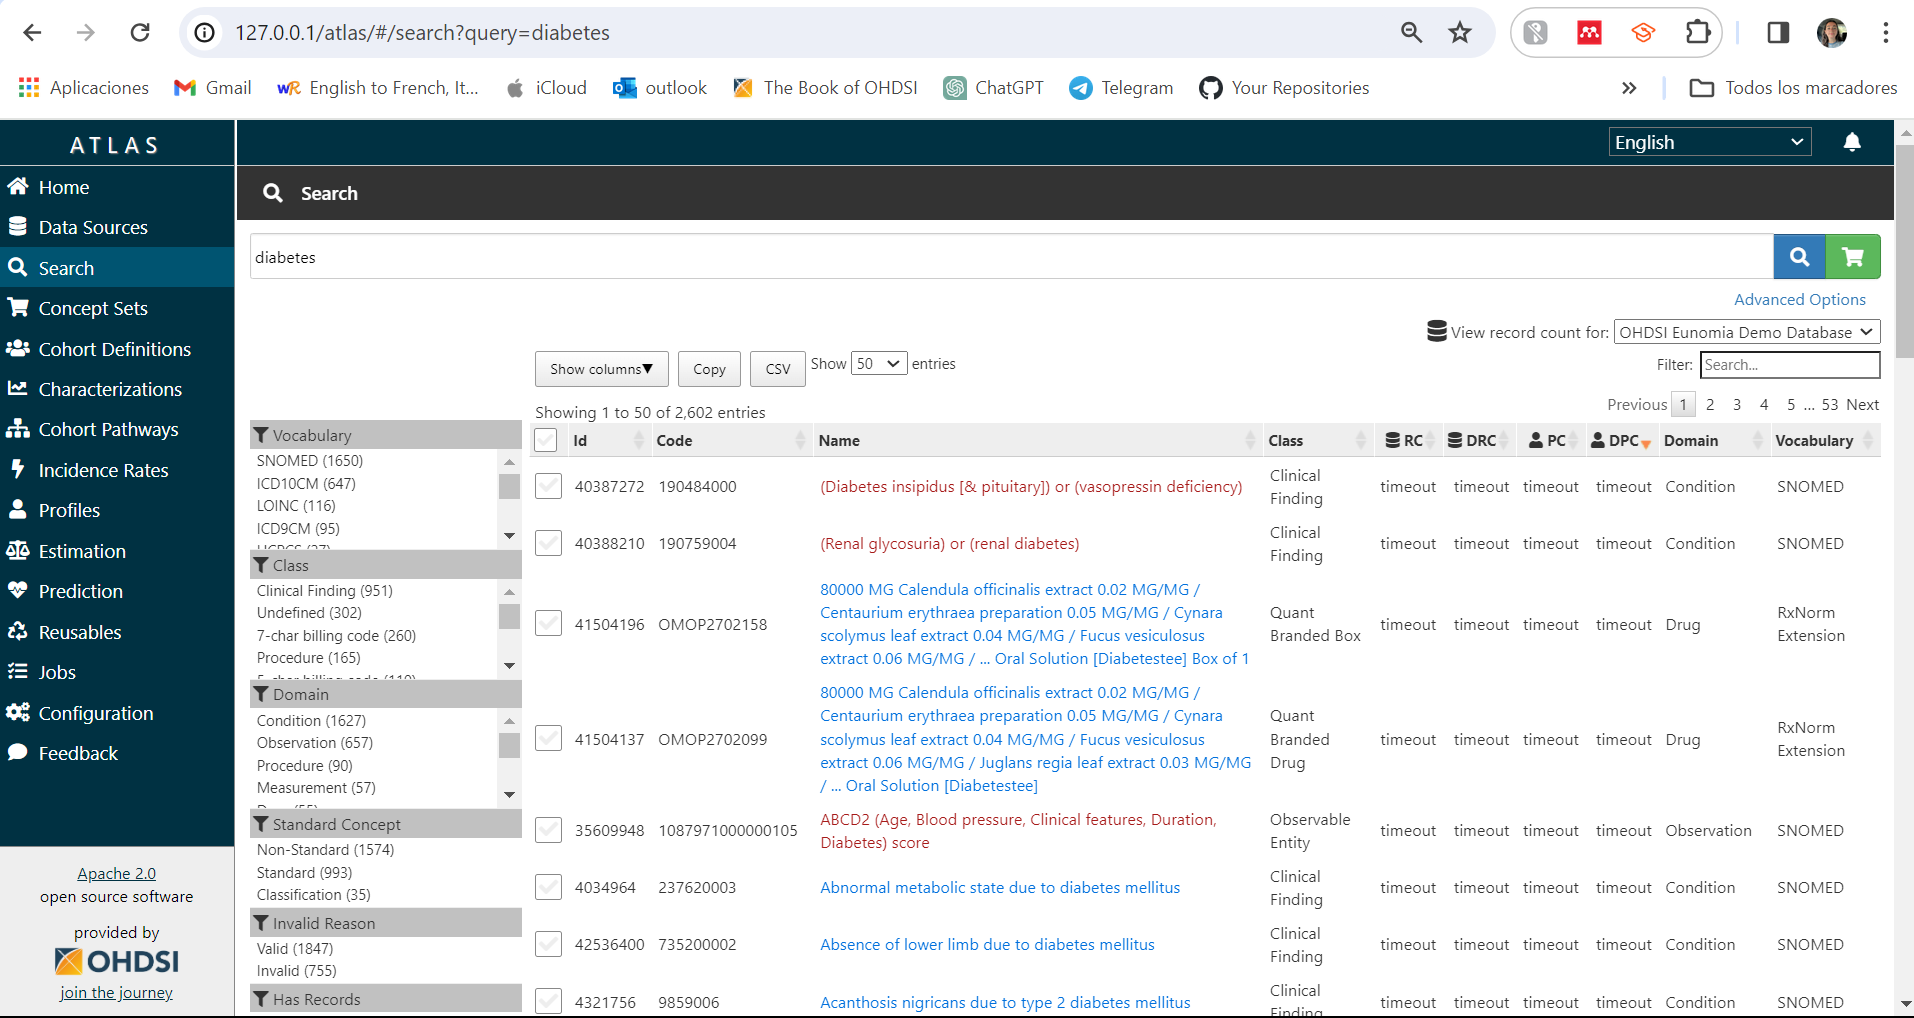 127.0.0.1/atlas/#/search?query=diabetes
Aplicaciones
Gmail
English to French, It...
iCloud
outlook
The Book of OHDSI
ChatGPT
Telegram
Your Repositories
»
Todos los marcadores
ATLAS
English
Home
Data Sources
Search
Concept Sets
Cohort Definitions
Characterizations
Cohort Pathways
Incidence Rates
Profiles
Estimation
Prediction
Reusables
Jobs
Configuration
Feedback
Apache 2.0
open source software
provided by
OHDSI
join the journey
Search
diabetes
Advanced Options
View record count for: OHDSI Eunomia Demo Database
Show columns▼ Copy CSV Show 50 entries
Filter: Search...
Showing 1 to 50 of 2,602 entries
Previous 1 2 3 4 5 ... 53 Next
Vocabulary
SNOMED (1650)
ICD10CM (647)
LOINC (116)
ICD9CM (95)
Class
Clinical Finding (951)
Undefined (302)
7-char billing code (260)
Procedure (165)
Domain
Condition (1627)
Observation (657)
Procedure (90)
Measurement (57)
Standard Concept
Non-Standard (1574)
Standard (993)
Classification (35)
Invalid Reason
Valid (1847)
Invalid (755)
Has Records
Id Code Name Class RC DRC PC DPC Domain Vocabulary
40387272 190484000 (Diabetes insipidus [& pituitary]) or (vasopressin deficiency) Clinical Finding timeout timeout timeout timeout Condition SNOMED
40388210 190759004 (Renal glycosuria) or (renal diabetes) Clinical Finding timeout timeout timeout timeout Condition SNOMED
41504196 OMOP2702158
80000 MG Calendula officinalis extract 0.02 MG/MG /
Centaurium erythraea preparation 0.05 MG/MG / Cynara
scolymus leaf extract 0.04 MG/MG / Fucus vesiculosus
extract 0.06 MG/MG / ... Oral Solution [Diabetestee] Box of 1
Quant Branded Box timeout timeout timeout timeout Drug RxNorm Extension
41504137 OMOP2702099
80000 MG Calendula officinalis extract 0.02 MG/MG /
Centaurium erythraea preparation 0.05 MG/MG / Cynara
scolymus leaf extract 0.04 MG/MG / Fucus vesiculosus
extract 0.06 MG/MG / Juglans regia leaf extract 0.03 MG/MG
/ ... Oral Solution [Diabetestee]
Quant Branded Drug timeout timeout timeout timeout Drug RxNorm Extension
35609948 1087971000000105
ABCD2 (Age, Blood pressure, Clinical features, Duration,
Diabetes) score
Observable Entity timeout timeout timeout timeout Observation SNOMED
4034964 237620003 Abnormal metabolic state due to diabetes mellitus Clinical Finding timeout timeout timeout timeout Condition SNOMED
42536400 735200002 Absence of lower limb due to diabetes mellitus Clinical Finding timeout timeout timeout timeout Condition SNOMED
4321756 9859006 Acanthosis nigricans due to type 2 diabetes mellitus Clinical Finding timeout timeout timeout timeout Condition SNOMED